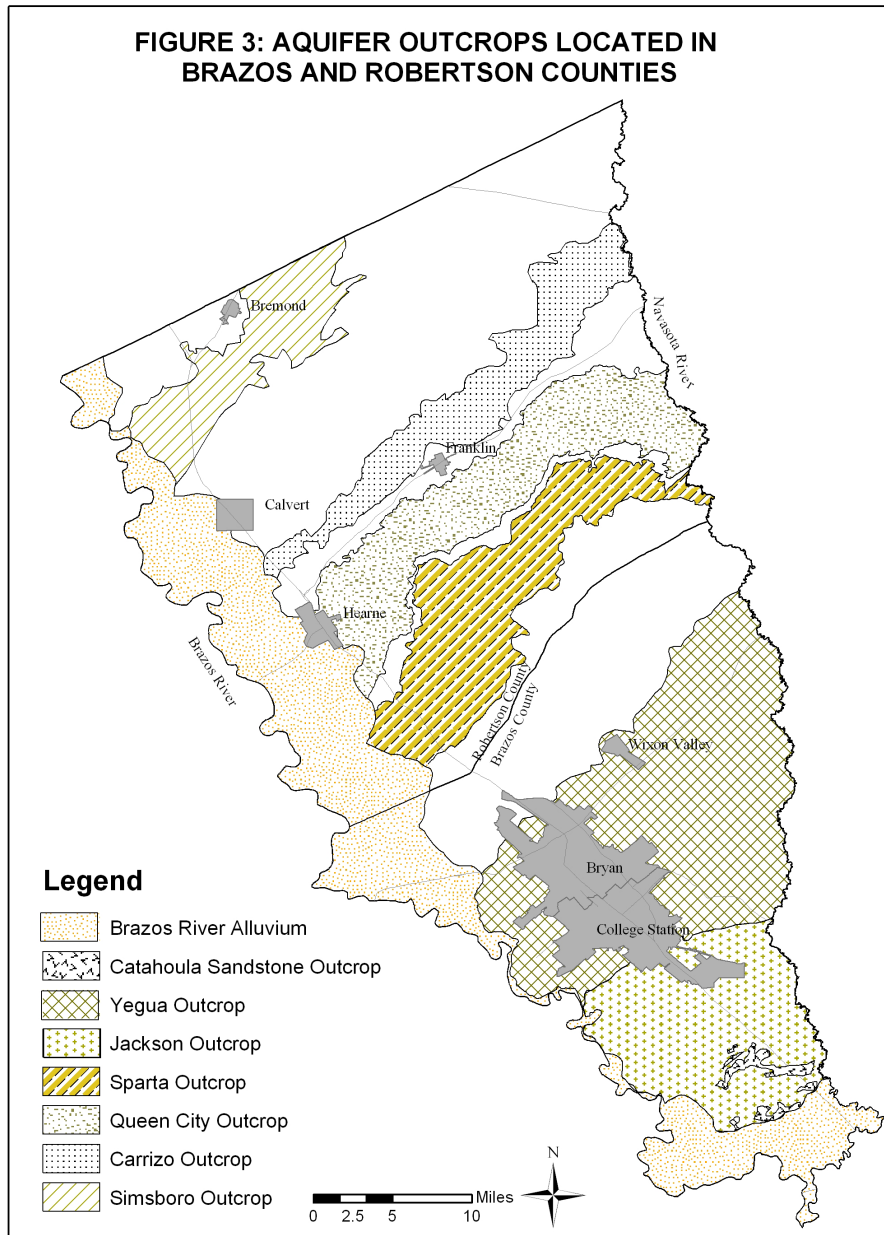 FIGURE 3: AQUIFER OUTCROPS LOCATED IN
BRAZOS AND ROBERTSON COUNTIES
Bremond
Navasota River
Franklin
Calvert
Hearne
Brazos River
Robertson County
Brazos County
Wixon Valley
Bryan
College Station
Legend
Brazos River Alluvium
Catahoula Sandstone Outcrop
Yegua Outcrop
Jackson Outcrop
Sparta Outcrop
Queen City Outcrop
Carrizo Outcrop
Simsboro Outcrop
N
Miles
0 2.5 5 10